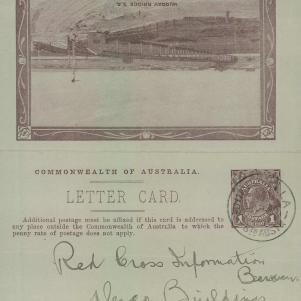 MURRAY BRIDGE, S.A.
COMMONWEALTH OF AUSTRALIA.
LETTER CARD.
Additional postage must be affixed if this card is addressed to
any place outside the Commonwealth of Australia to which the
penny rate of postage does not apply.
Red Cross Information
Bureau.
Buildings